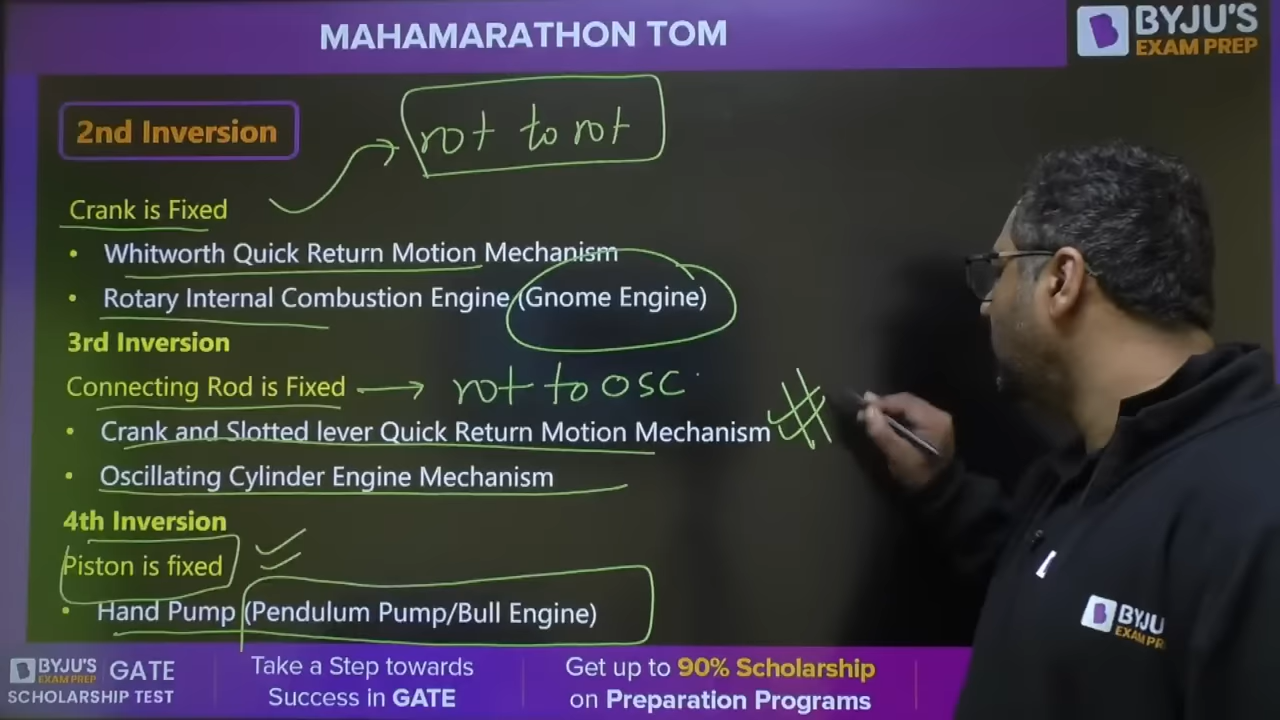 MAHAMARATHON TOM
BYJU'S
EXAM PREP
2nd Inversion
rot to rot
Crank is Fixed
• Whitworth Quick Return Motion Mechanism
• Rotary Internal Combustion Engine (Gnome Engine)
3rd Inversion
Connecting Rod is Fixed → rot to osc.
• Crank and Slotted lever Quick Return Motion Mechanism #
• Oscillating Cylinder Engine Mechanism
4th Inversion
Piston is fixed
• Hand Pump (Pendulum Pump/Bull Engine)
BYJU
EXAM PR
BYJU'S EXAM PREP | GATE
SCHOLARSHIP TEST
Take a Step towards
Success in GATE
Get up to 90% Scholarship
on Preparation Programs